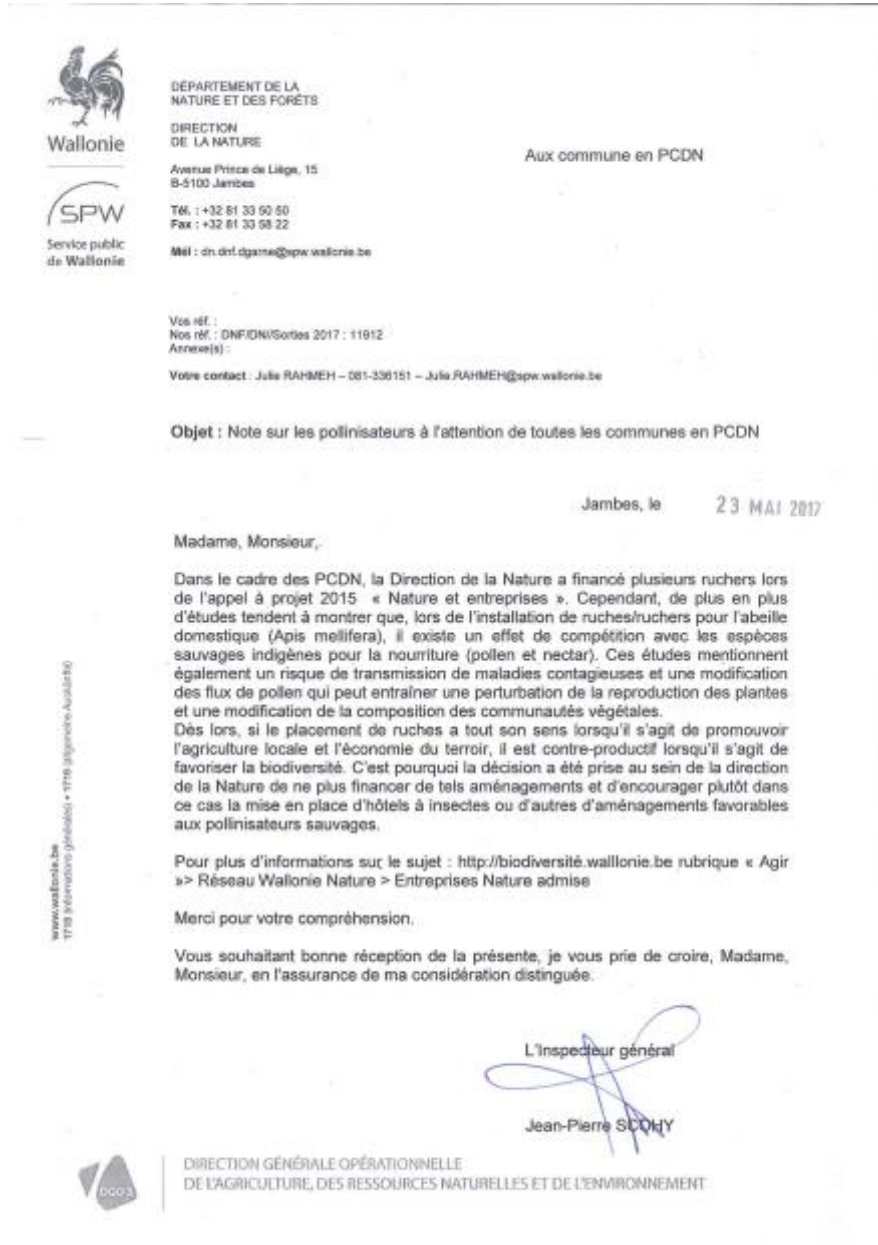 Wallonie
SPW
Service public
de Wallonie
DÉPARTEMENT DE LA
NATURE ET DES FORÊTS
DIRECTION
DE LA NATURE
Avenue Prince de Liège, 15
B-5100 Jambes
Tél. : +32 81 33 50 50
Fax : +32 81 33 58 22
Mél : dn.dnf.dgarne@spw.wallonie.be
Aux commune en PCDN
Vos réf. :
Nos réf. : DNF/DN//Sorties 2017 : 11912
Annexe(s) :
Votre contact : Julie RAHMEH – 081-336151 – Julie.RAHMEH@spw.wallonie.be
Objet : Note sur les pollinisateurs à l'attention de toutes les communes en PCDN
Jambes, le 23 MAI 2017
Madame, Monsieur,
Dans le cadre des PCDN, la Direction de la Nature a financé plusieurs ruchers lors
de l'appel à projet 2015 « Nature et entreprises ». Cependant, de plus en plus
d'études tendent à montrer que, lors de l'installation de ruches/ruchers pour l'abeille
domestique (Apis mellifera), il existe un effet de compétition avec les espèces
sauvages indigènes pour la nourriture (pollen et nectar). Ces études mentionnent
également un risque de transmission de maladies contagieuses et une modification
des flux de pollen qui peut entraîner une perturbation de la reproduction des plantes
et une modification de la composition des communautés végétales.
Dès lors, si le placement de ruches a tout son sens lorsqu'il s'agit de promouvoir
l'agriculture locale et l'économie du terroir, il est contre-productif lorsqu'il s'agit de
favoriser la biodiversité. C'est pourquoi la décision a été prise au sein de la direction
de la Nature de ne plus financer de tels aménagements et d'encourager plutôt dans
ce cas la mise en place d'hôtels à insectes ou d'autres d'aménagements favorables
aux pollinisateurs sauvages.
Pour plus d'informations sur le sujet : http://biodiversité.walllonie.be rubrique « Agir
»> Réseau Wallonie Nature > Entreprises Nature admise
Merci pour votre compréhension.
Vous souhaitant bonne réception de la présente, je vous prie de croire, Madame,
Monsieur, en l'assurance de ma considération distinguée.
L'Inspecteur général
Jean-Pierre SCOHY
www.wallonie.be
1718 (informations générales) • 1719 (allgemeine Auskünfte)
DGO3
DIRECTION GÉNÉRALE OPÉRATIONNELLE
DE L'AGRICULTURE, DES RESSOURCES NATURELLES ET DE L'ENVIRONNEMENT